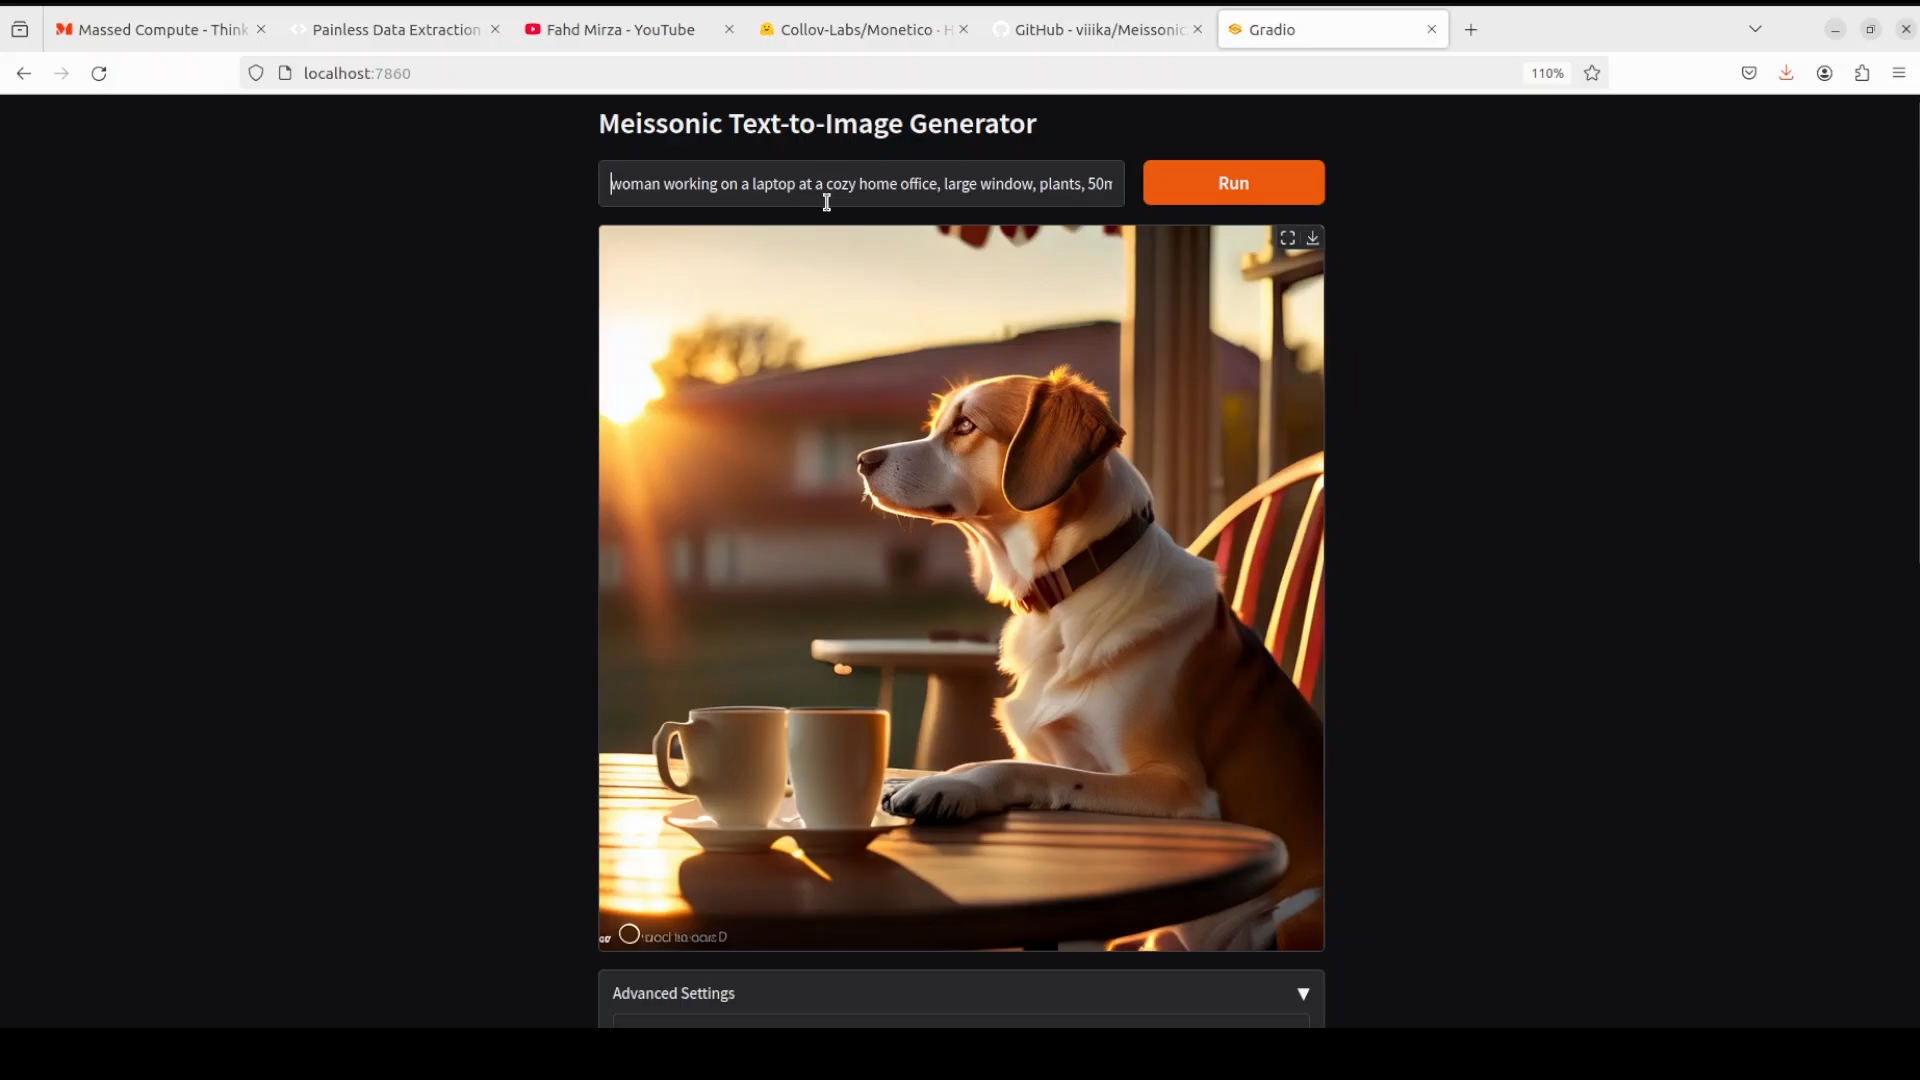 Massed Compute - Think
Painless Data Extraction
Fahd Mirza - YouTube
Collov-Labs/Monetico · H
GitHub - viiika/Meissonic:
Gradio
localhost:7860
110%
Meissonic Text-to-Image Generator
woman working on a laptop at a cozy home office, large window, plants, 50m
Run
Advanced Settings